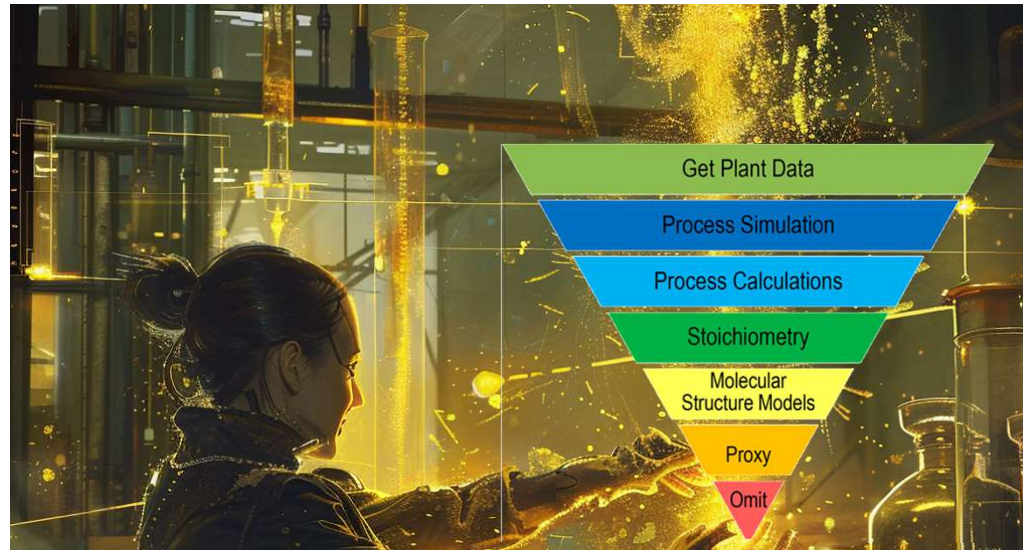 Get Plant Data
Process Simulation
Process Calculations
Stoichiometry
Molecular
Structure Models
Proxy
Omit